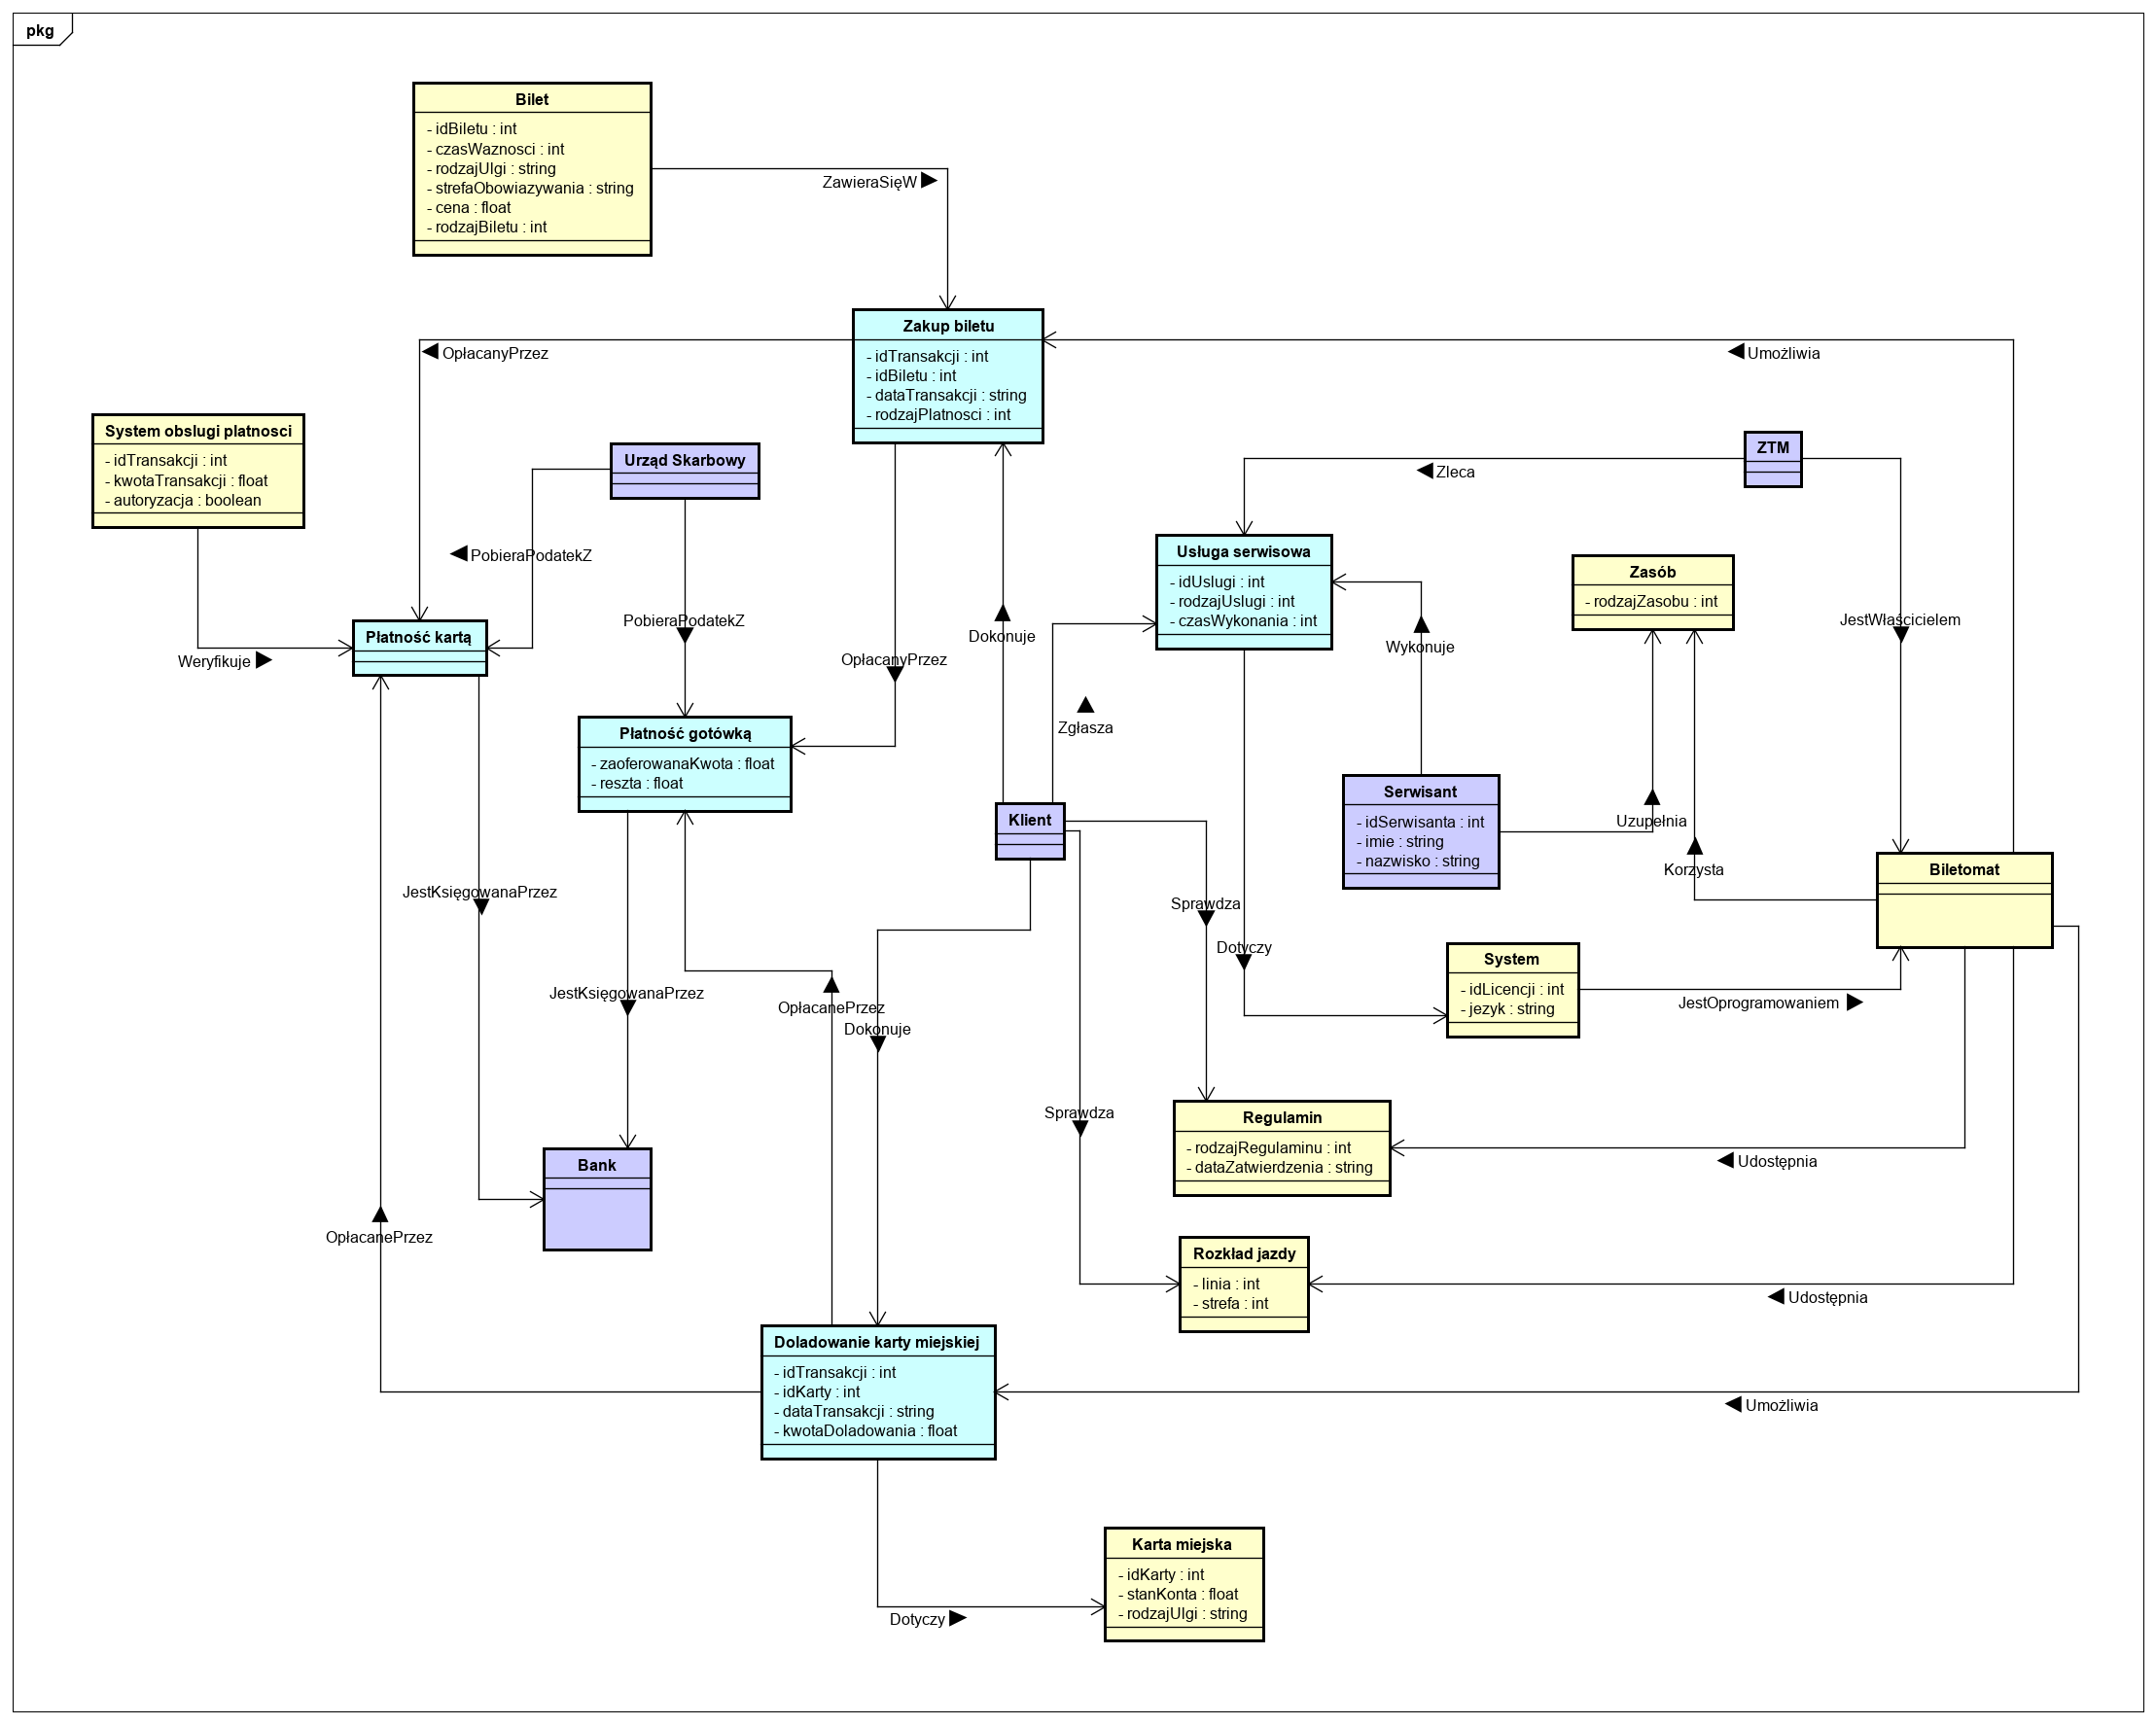 pkg
Bilet
- idBiletu : int
- czasWaznosci : int
- rodzajUlgi : string
- strefaObowiazywania : string
- cena : float
- rodzajBiletu : int
ZawieraSięW
Zakup biletu
- idTransakcji : int
- idBiletu : int
- dataTransakcji : string
- rodzajPlatnosci : int
OpłacanyPrzez
Umożliwia
System obslugi platnosci
- idTransakcji : int
- kwotaTransakcji : float
- autoryzacja : boolean
Urząd Skarbowy
ZTM
Zleca
PobieraPodatekZ
Usługa serwisowa
- idUslugi : int
- rodzajUslugi : int
- czasWykonania : int
Zasób
- rodzajZasobu : int
JestWłaścicielem
PobieraPodatekZ
Płatność kartą
Weryfikuje
Dokonuje
Wykonuje
OpłacanyPrzez
Zgłasza
Płatność gotówką
- zaoferowanaKwota : float
- reszta : float
Klient
Serwisant
- idSerwisanta : int
- imie : string
- nazwisko : string
Uzupełnia
Korzysta
Biletomat
JestKsięgowanaPrzez
Sprawdza
Dotyczy
System
- idLicencji : int
- jezyk : string
JestOprogramowaniem
JestKsięgowanaPrzez
OpłacanePrzez
Dokonuje
Sprawdza
Regulamin
- rodzajRegulaminu : int
- dataZatwierdzenia : string
Udostępnia
Bank
OpłacanePrzez
Rozkład jazdy
- linia : int
- strefa : int
Udostępnia
Doladowanie karty miejskiej
- idTransakcji : int
- idKarty : int
- dataTransakcji : string
- kwotaDoladowania : float
Umożliwia
Karta miejska
- idKarty : int
- stanKonta : float
- rodzajUlgi : string
Dotyczy